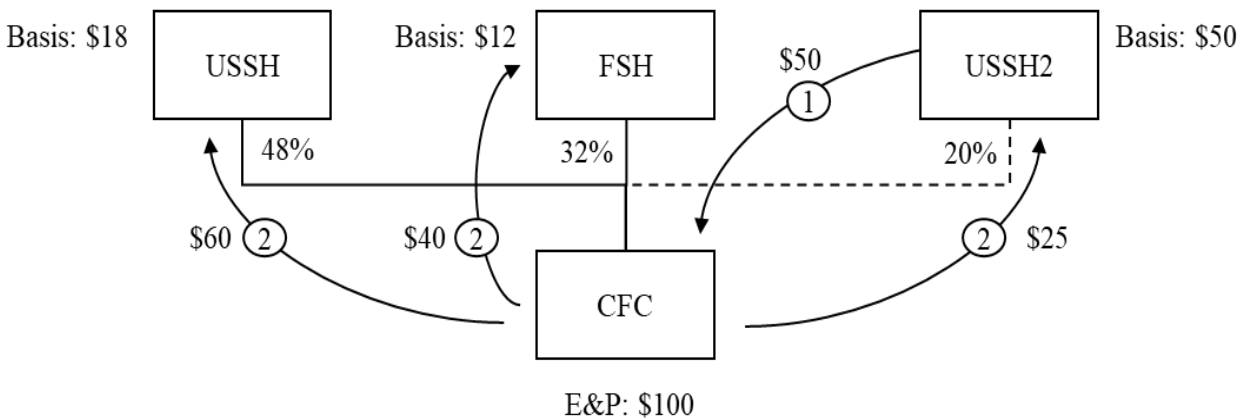 Basis: $18
USSH
Basis: $12
FSH
$50
1
USSH2
Basis: $50
48%
32%
20%
$60
2
$40
2
2
$25
CFC
E&P: $100